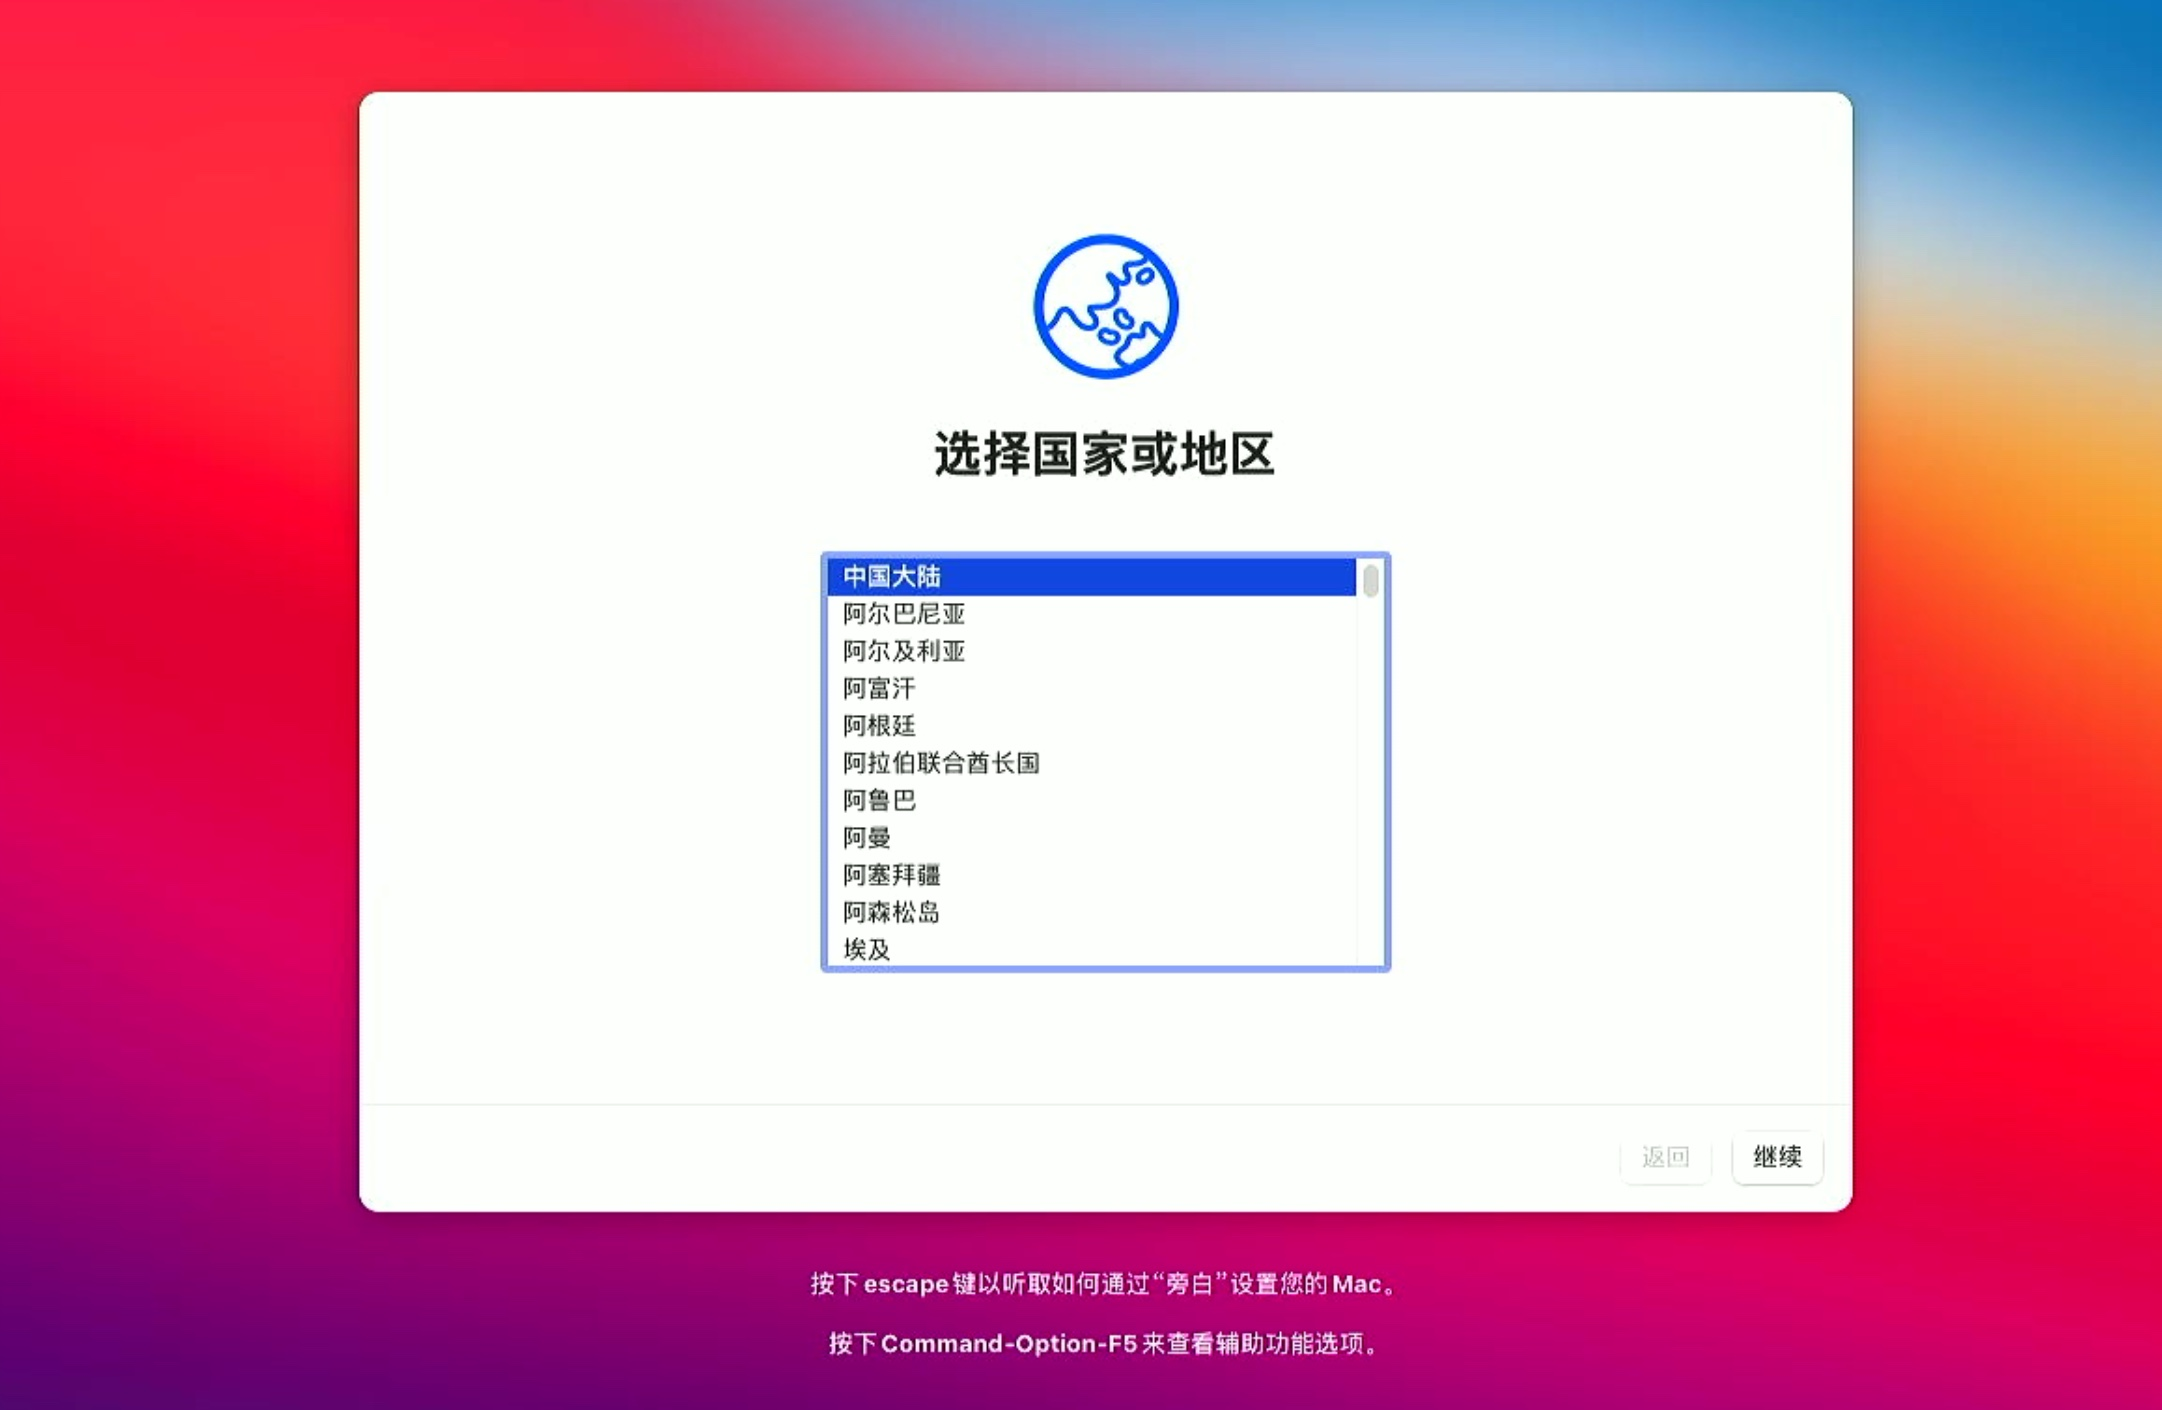 选择国家或地区
中国大陆
阿尔巴尼亚
阿尔及利亚
阿富汗
阿根廷
阿拉伯联合酋长国
阿鲁巴
阿曼
阿塞拜疆
阿森松岛
埃及
返回
继续
按下 escape 键以听取如何通过“旁白”设置您的 Mac。
按下 Command-Option-F5 来查看辅助功能选项。